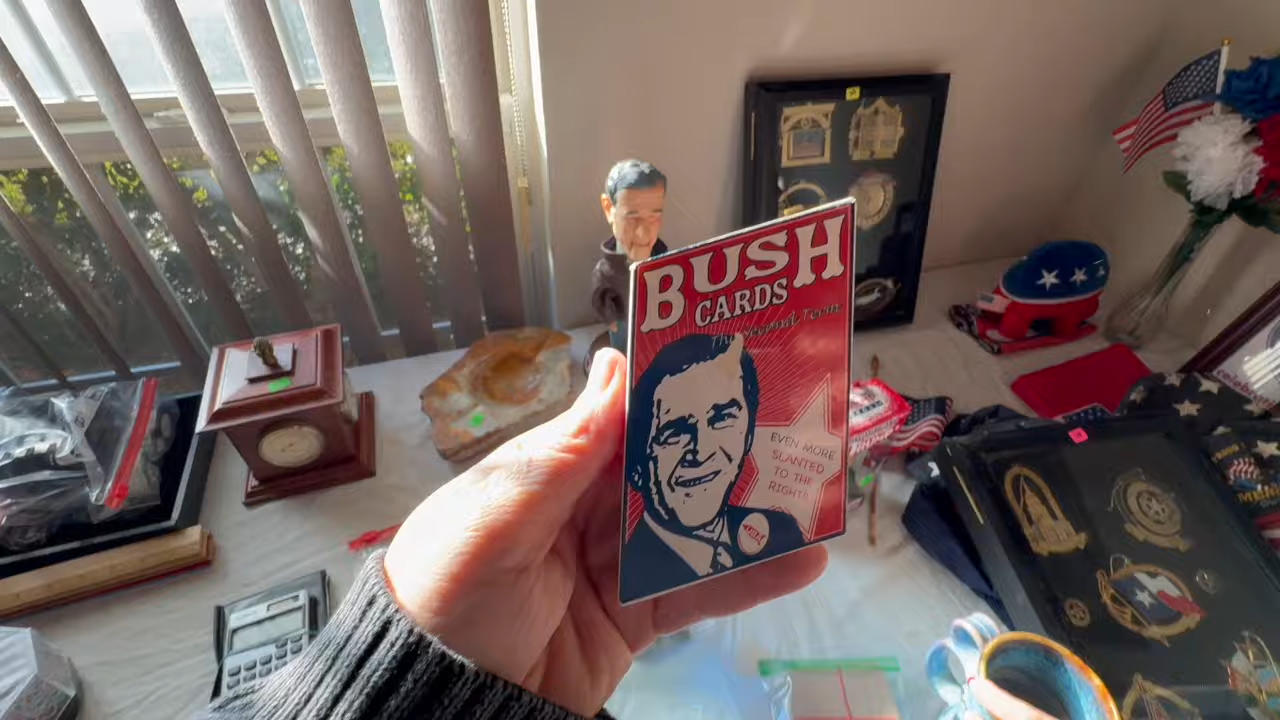 BUSH
CARDS
The Second Term
EVEN MORE
SLANTED
TO THE
RIGHT!